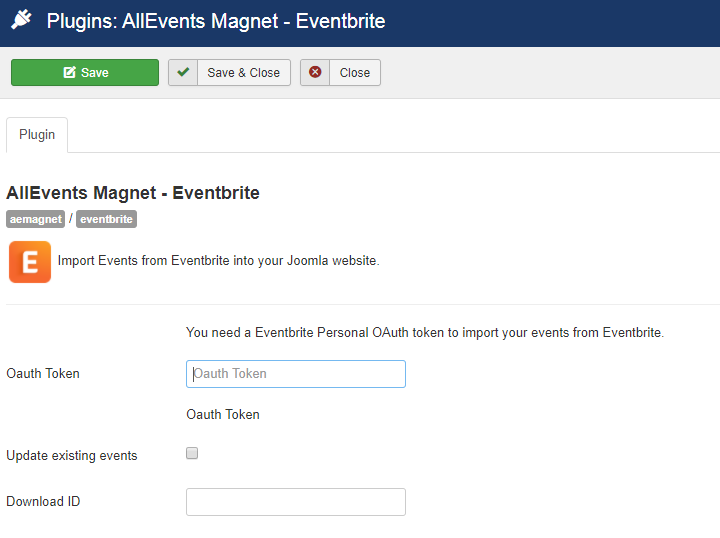 Plugins: AllEvents Magnet - Eventbrite
Save
Save & Close
Close
Plugin
AllEvents Magnet - Eventbrite
aemagnet / eventbrite
E Import Events from Eventbrite into your Joomla website.
You need a Eventbrite Personal OAuth token to import your events from Eventbrite.
Oauth Token
Oauth Token
Oauth Token
Update existing events
Download ID